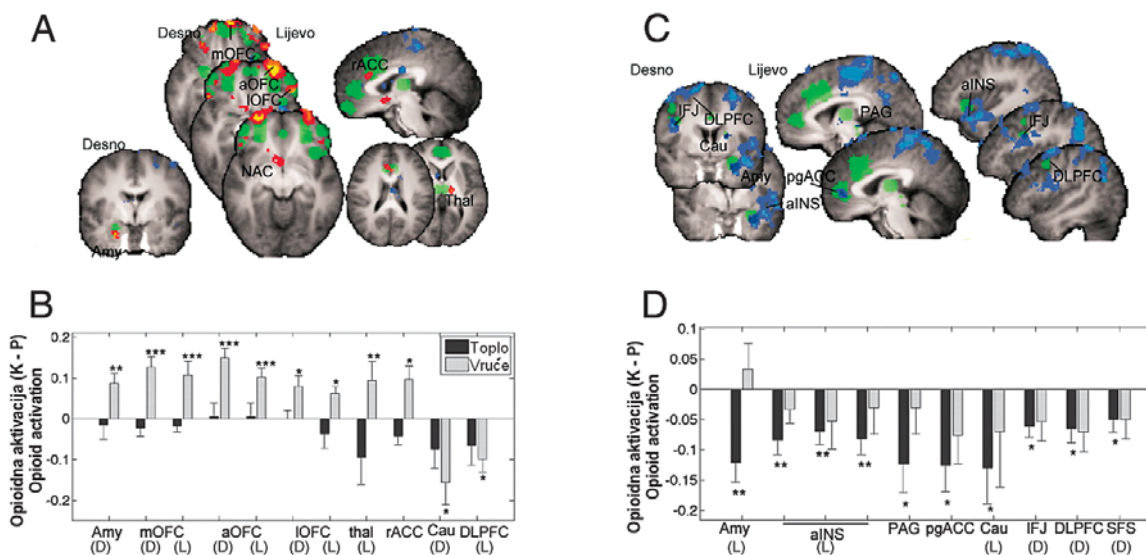 A
Desno
Lijevo
mOFC
aOFC
lOFC
NAC
Amy
rACC
Thal
B
Opioidna aktivacija (K - P)
Opioid activation
0.2
0.1
0
-0.1
-0.2
Toplo
Vruće
**
***
***
***
***
*
*
**
*
*
*
Amy mOFC aOFC lOFC thal rACC Cau DLPFC
(D) (D) (L) (D) (L) (D) (L) (L) (D) (L)
C
Desno
Lijevo
IFJ
DLPFC
Cau
Amy
aINS
PAG
pgACC
aINS
IFJ
DLPFC
D
Opioidna aktivacija (K - P)
Opioid activation
0.1
0.05
0
-0.05
-0.1
-0.15
-0.2
**
**
**
**
*
*
*
*
*
*
Amy aINS PAG pgACC Cau IFJ DLPFC SFS
(L) (L) (L) (D) (D) (D)